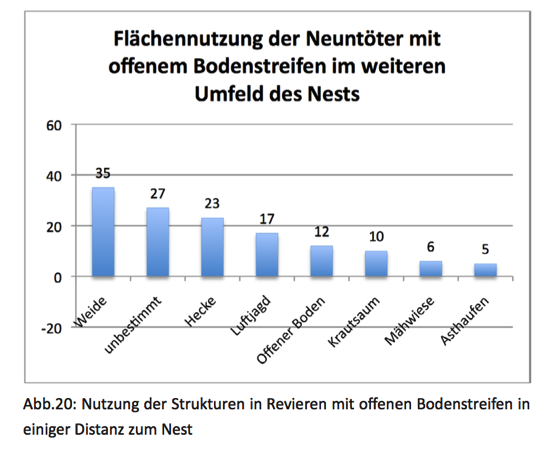 Flächennutzung der Neuntöter mit
offenem Bodenstreifen im weiteren
Umfeld des Nests
60
40
20
0
-20
35
27
23
17
12
10
6
5
Weide
unbestimmt
Hecke
Luftjagd
Offener Boden
Krautsaum
Mähwiese
Asthaufen
Abb.20: Nutzung der Strukturen in Revieren mit offenen Bodenstreifen in
einiger Distanz zum Nest